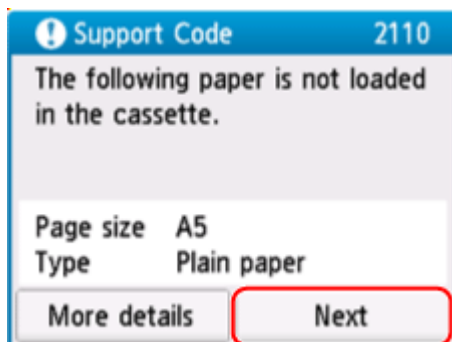 Support Code 2110
The following paper is not loaded
in the cassette.
Page size A5
Type Plain paper
More details Next